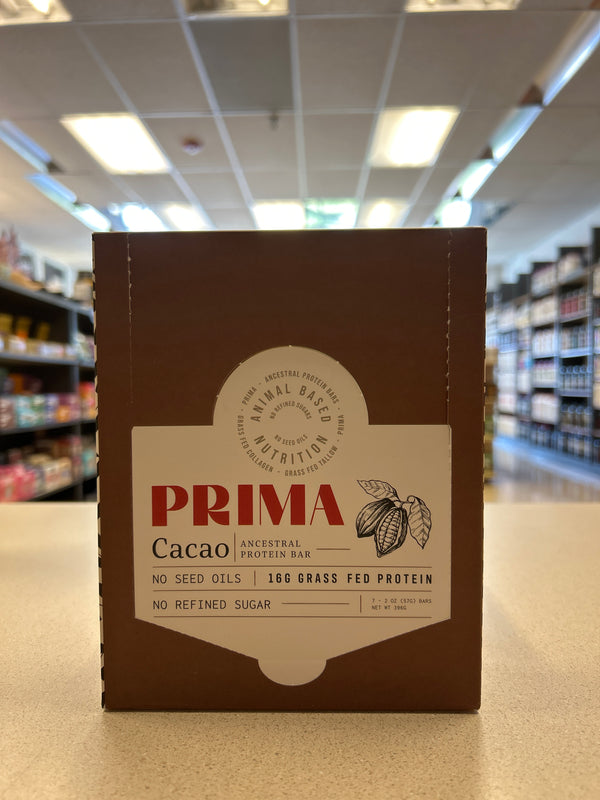 PRIMA - ANCESTRAL PROTEIN BARS - PRIMA - GRASS FED TALLOW - GRASS FED COLLAGEN -
ANIMAL BASED
NO REFINED SUGARS
NO SEED OILS
NUTRITION
PRIMA
Cacao
ANCESTRAL
PROTEIN BAR
NO SEED OILS 16G GRASS FED PROTEIN
NO REFINED SUGAR
7 - 2 OZ (57G) BARS
NET WT 396G